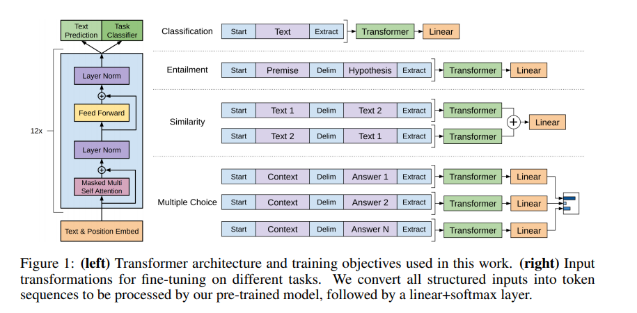 Text Prediction
Task Classifier
12x
Layer Norm
+
Feed Forward
Layer Norm
+
Masked Multi Self Attention
Text & Position Embed
Classification
Start Text Extract Transformer Linear
Entailment
Start Premise Delim Hypothesis Extract Transformer Linear
Similarity
Start Text 1 Delim Text 2 Extract Transformer
+ Linear
Start Text 2 Delim Text 1 Extract Transformer
Multiple Choice
Start Context Delim Answer 1 Extract Transformer Linear
Start Context Delim Answer 2 Extract Transformer Linear
Start Context Delim Answer N Extract Transformer Linear
Figure 1: (left) Transformer architecture and training objectives used in this work. (right) Input
transformations for fine-tuning on different tasks. We convert all structured inputs into token
sequences to be processed by our pre-trained model, followed by a linear+softmax layer.